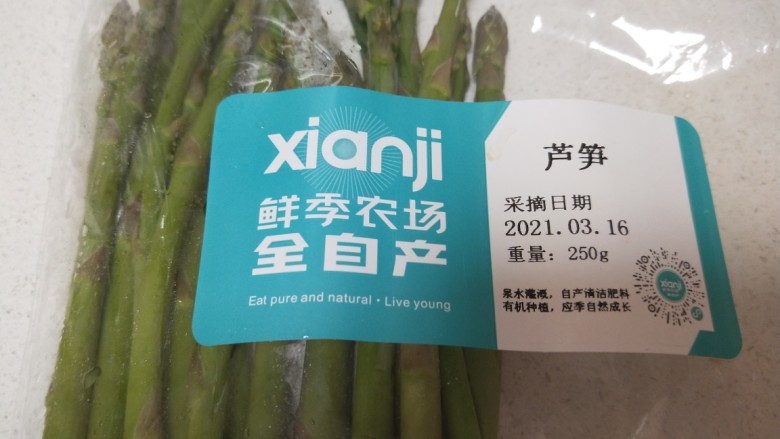 xianji
鲜季农场
全自产
Eat pure and natural · Live young
芦笋
采摘日期
2021.03.16
重量：250g
泉水灌溉，自产清洁肥料
有机种植，应季自然成长
xianji